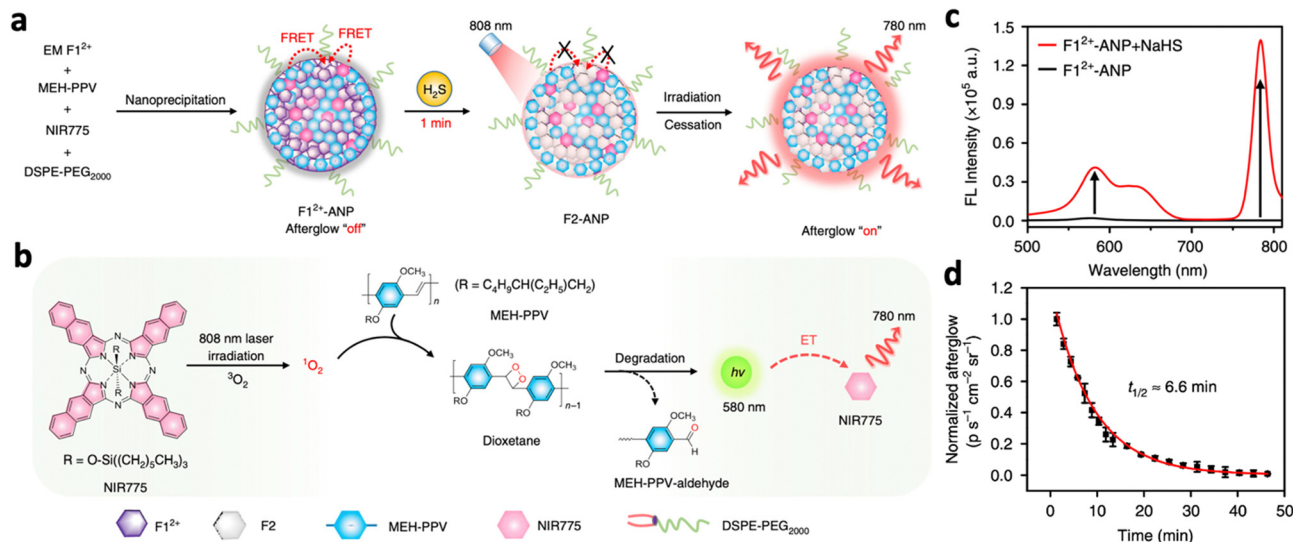 a
EM F1²⁺
+
MEH-PPV
+
NIR775
+
DSPE-PEG₂₀₀₀
Nanoprecipitation
FRET FRET
F1²⁺-ANP
Afterglow "off"
H₂S
1 min
808 nm
F2-ANP
Irradiation
Cessation
780 nm
Afterglow "on"
b
N
N
N
N
N
N
N
N
Si
R
R
R = O-Si((CH₂)₅CH₃)₃
NIR775
808 nm laser
irradiation
³O₂
¹O₂
OCH₃
RO
n
(R = C₄H₉CH(C₂H₅)CH₂)
MEH-PPV
OCH₃
O-O
OCH₃
RO
RO
n-1
Dioxetane
Degradation
OCH₃
O
H
RO
MEH-PPV-aldehyde
hv
580 nm
ET
780 nm
NIR775
F1²⁺ F2 MEH-PPV NIR775 DSPE-PEG₂₀₀₀
c
FL Intensity (×10⁵ a.u.)
1.5
1.2
0.9
0.6
0.3
0.0
F1²⁺-ANP+NaHS
F1²⁺-ANP
500 600 700 800
Wavelength (nm)
d
Normalized afterglow
(p s⁻¹ cm⁻² sr⁻¹)
1.2
1.0
0.8
0.6
0.4
0.2
0.0
t₁/₂ ≈ 6.6 min
0 10 20 30 40 50
Time (min)